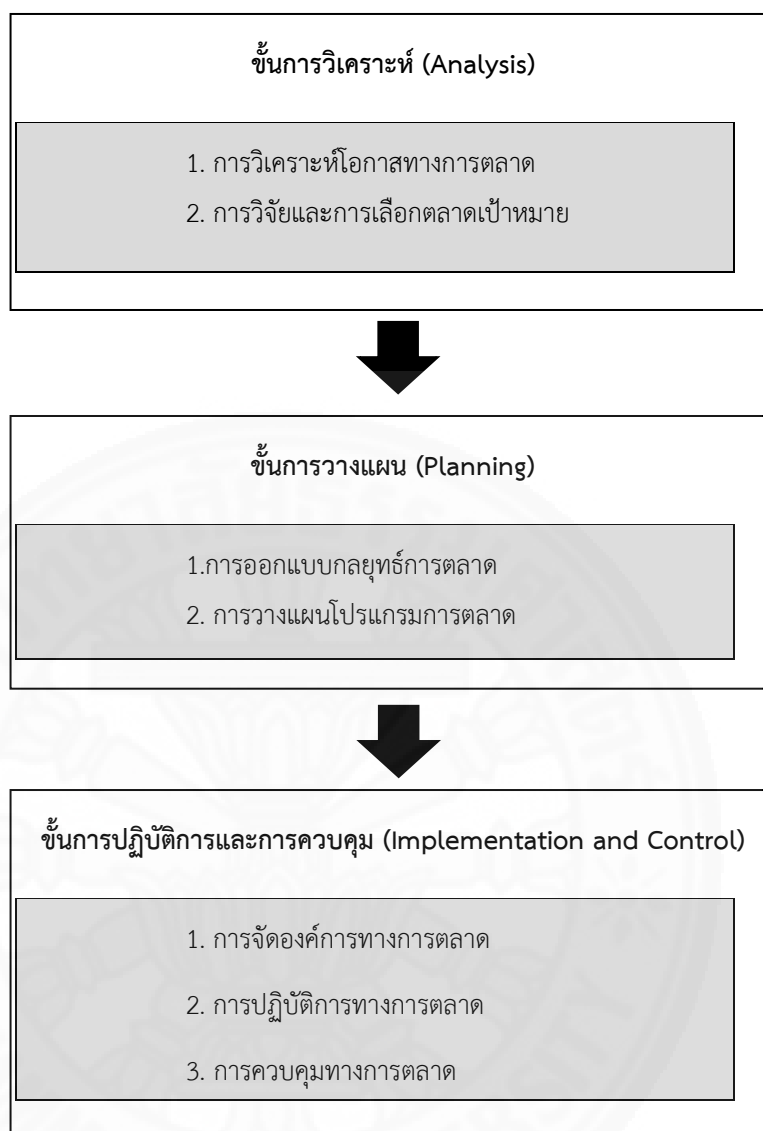 ขั้นการวิเคราะห์ (Analysis)
1. การวิเคราะห์โอกาสทางการตลาด
2. การวิจัยและการเลือกตลาดเป้าหมาย
ขั้นการวางแผน (Planning)
1.การออกแบบกลยุทธ์การตลาด
2. การวางแผนโปรแกรมการตลาด
ขั้นการปฏิบัติการและการควบคุม (Implementation and Control)
1. การจัดองค์การทางการตลาด
2. การปฏิบัติการทางการตลาด
3. การควบคุมทางการตลาด